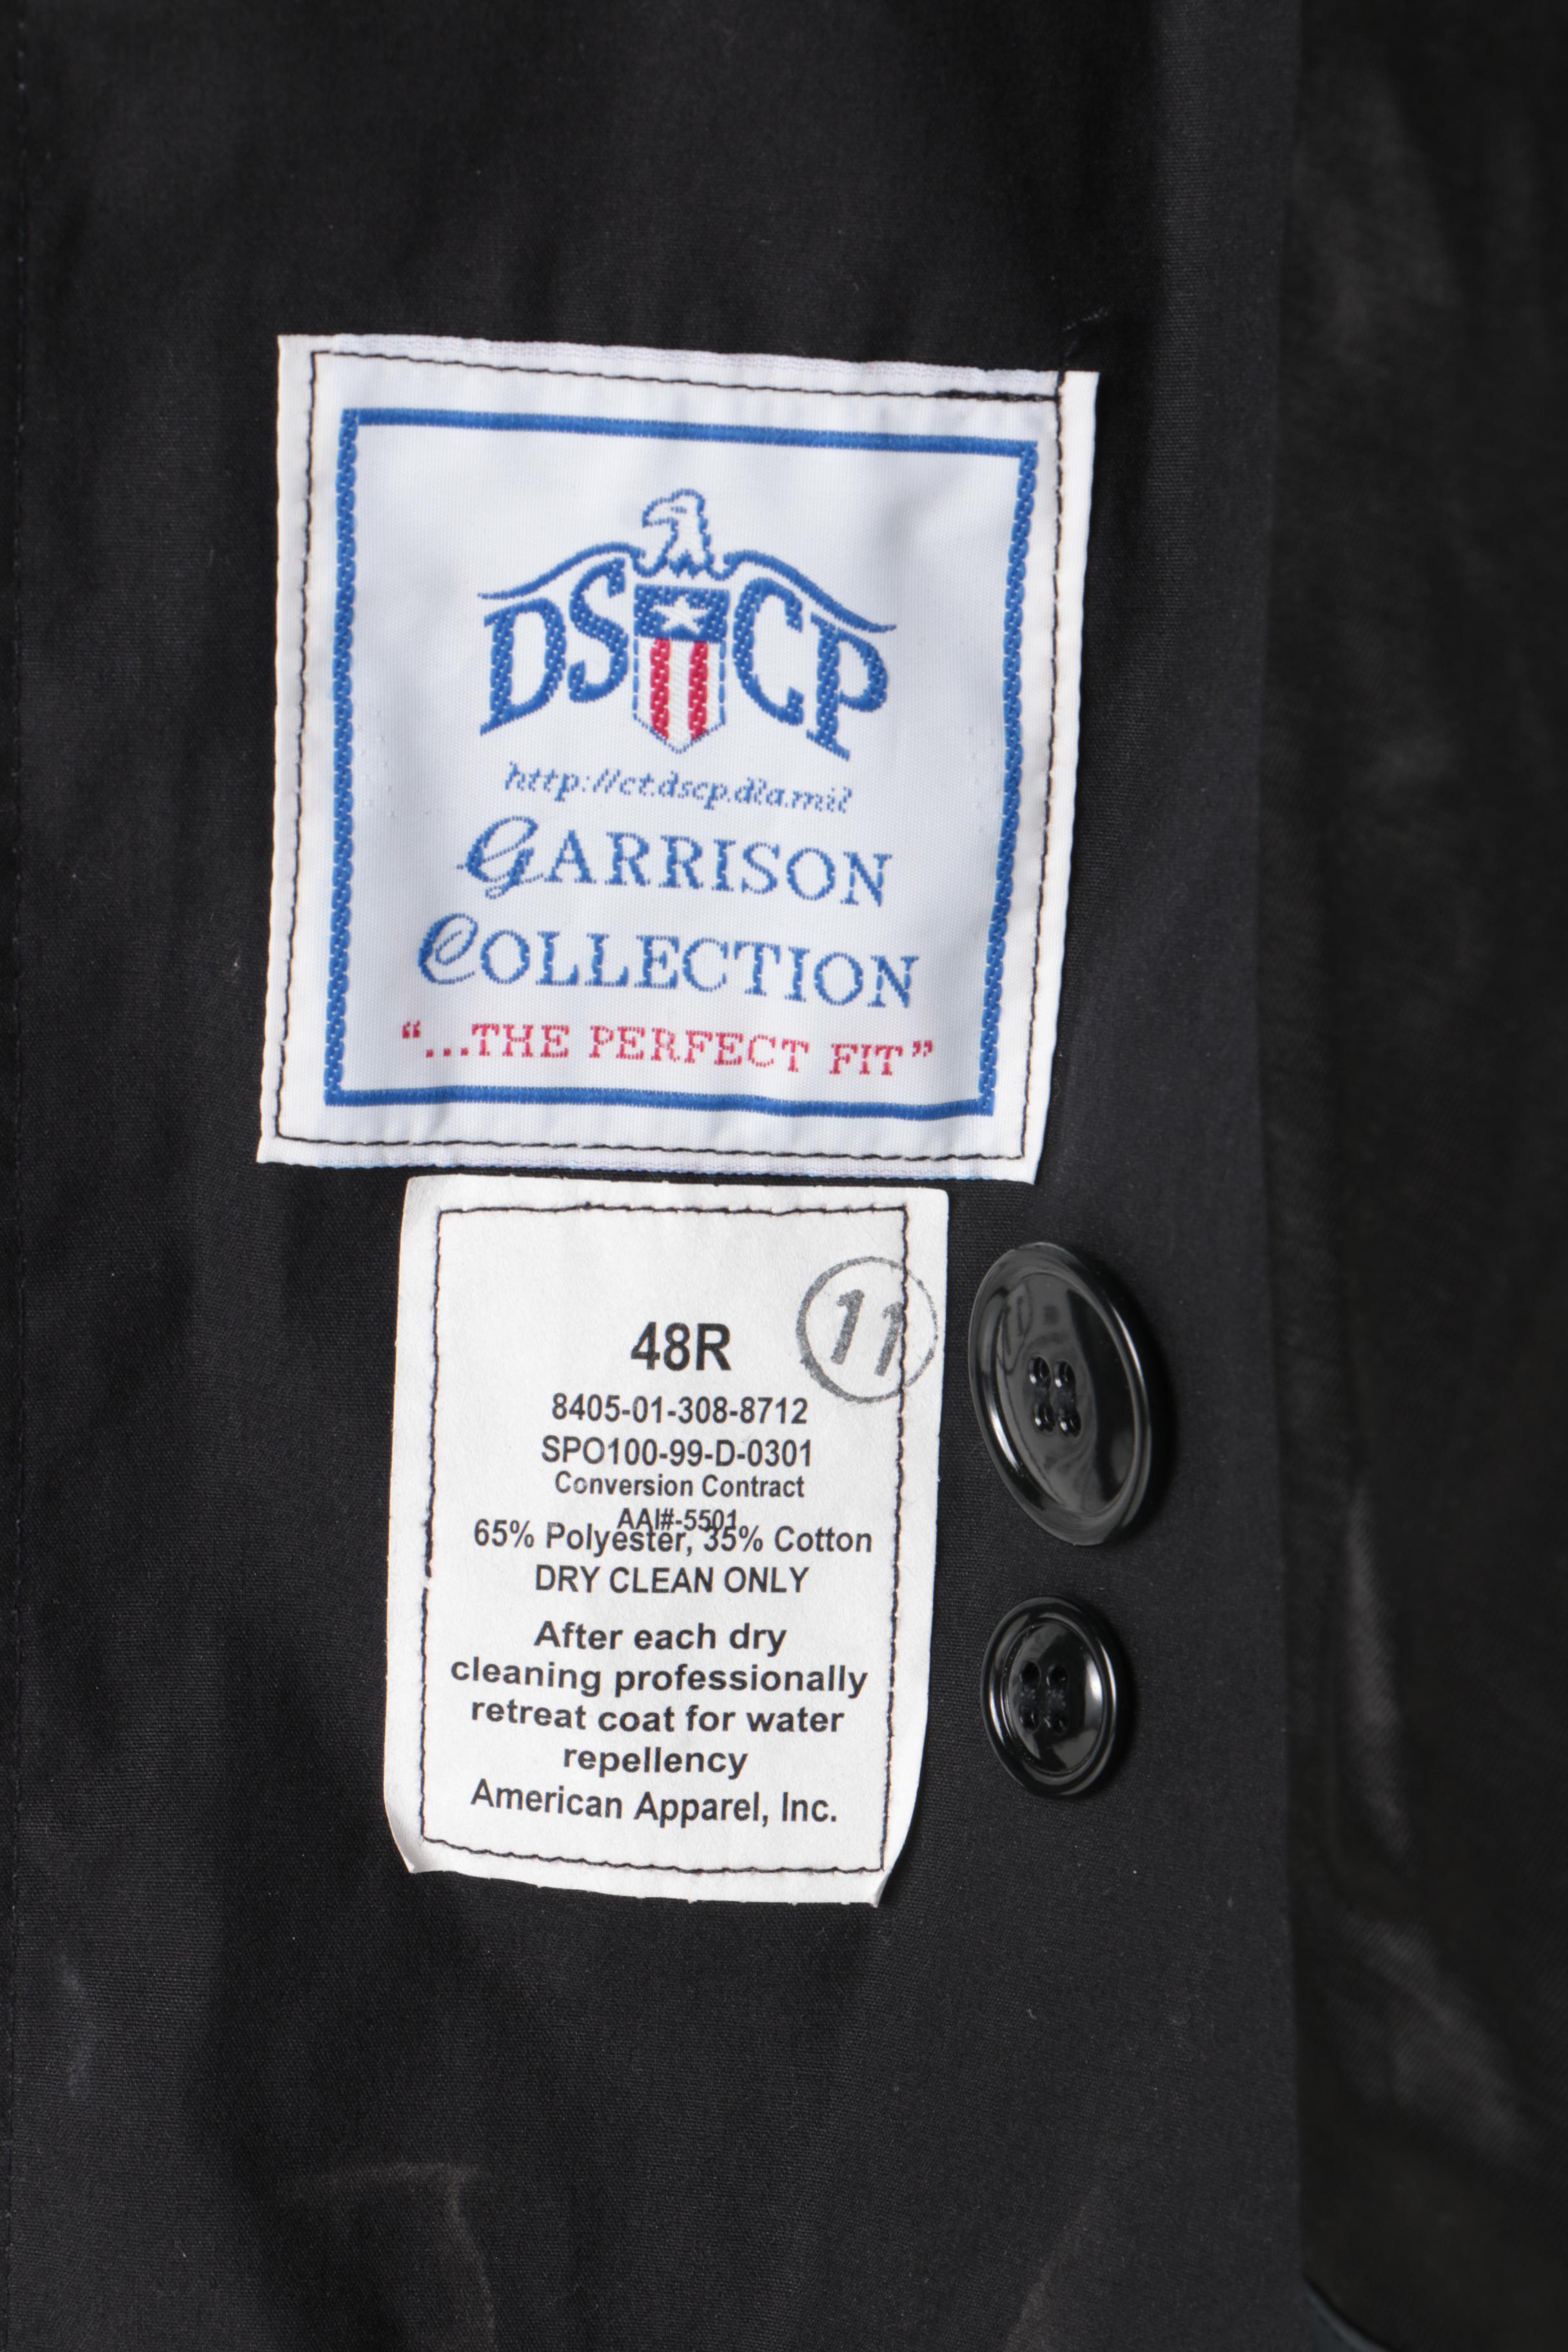 DSCP
http://ct.dscp.dla.mil
GARRISON
COLLECTION
"...THE PERFECT FIT"
11
48R
8405-01-308-8712
SPO100-99-D-0301
Conversion Contract
AAI#-5501
65% Polyester, 35% Cotton
DRY CLEAN ONLY
After each dry
cleaning professionally
retreat coat for water
repellency
American Apparel, Inc.